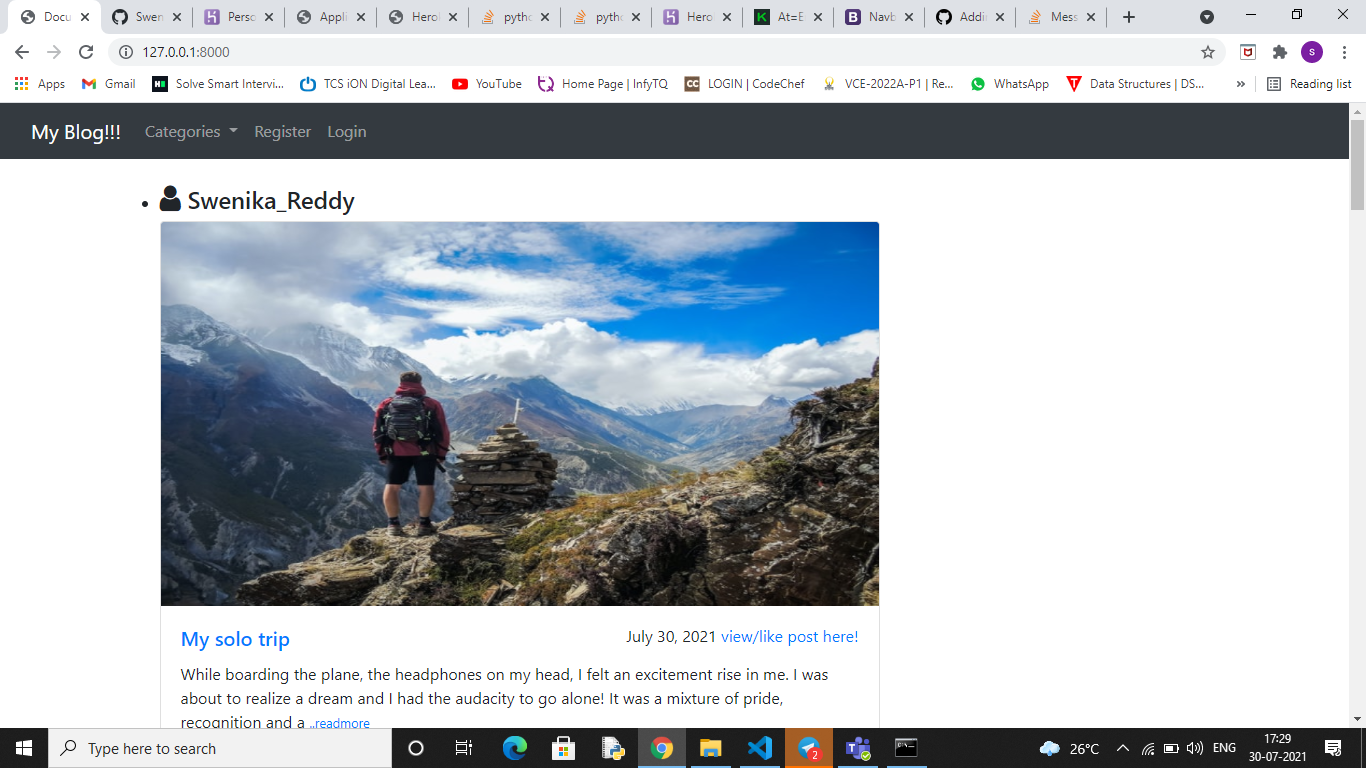 Docu
Swen
Perso
Appli
Herol
pytho
pytho
Herol
At=E
Navb
Addi
Mess
127.0.0.1:8000
S
Apps
Gmail
Solve Smart Intervi...
TCS iON Digital Lea...
YouTube
Home Page | InfyTQ
CC
LOGIN | CodeChef
VCE-2022A-P1 | Re...
WhatsApp
Data Structures | DS...
»
Reading list
My Blog!!!
Categories
Register
Login
Swenika_Reddy
My solo trip
July 30, 2021 view/like post here!
While boarding the plane, the headphones on my head, I felt an excitement rise in me. I was
about to realize a dream and I had the audacity to go alone! It was a mixture of pride,
recognition and a ..readmore
Type here to search
2
26°C
ENG
17:29
30-07-2021